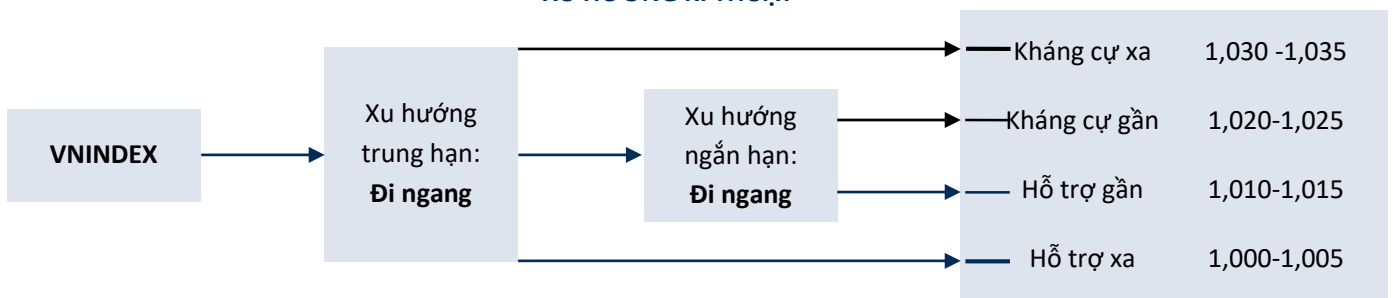 VNINDEX
Xu hướng
trung hạn:
Đi ngang
Xu hướng
ngắn hạn:
Đi ngang
Kháng cự xa 1,030 -1,035
Kháng cự gần 1,020-1,025
Hỗ trợ gần 1,010-1,015
Hỗ trợ xa 1,000-1,005